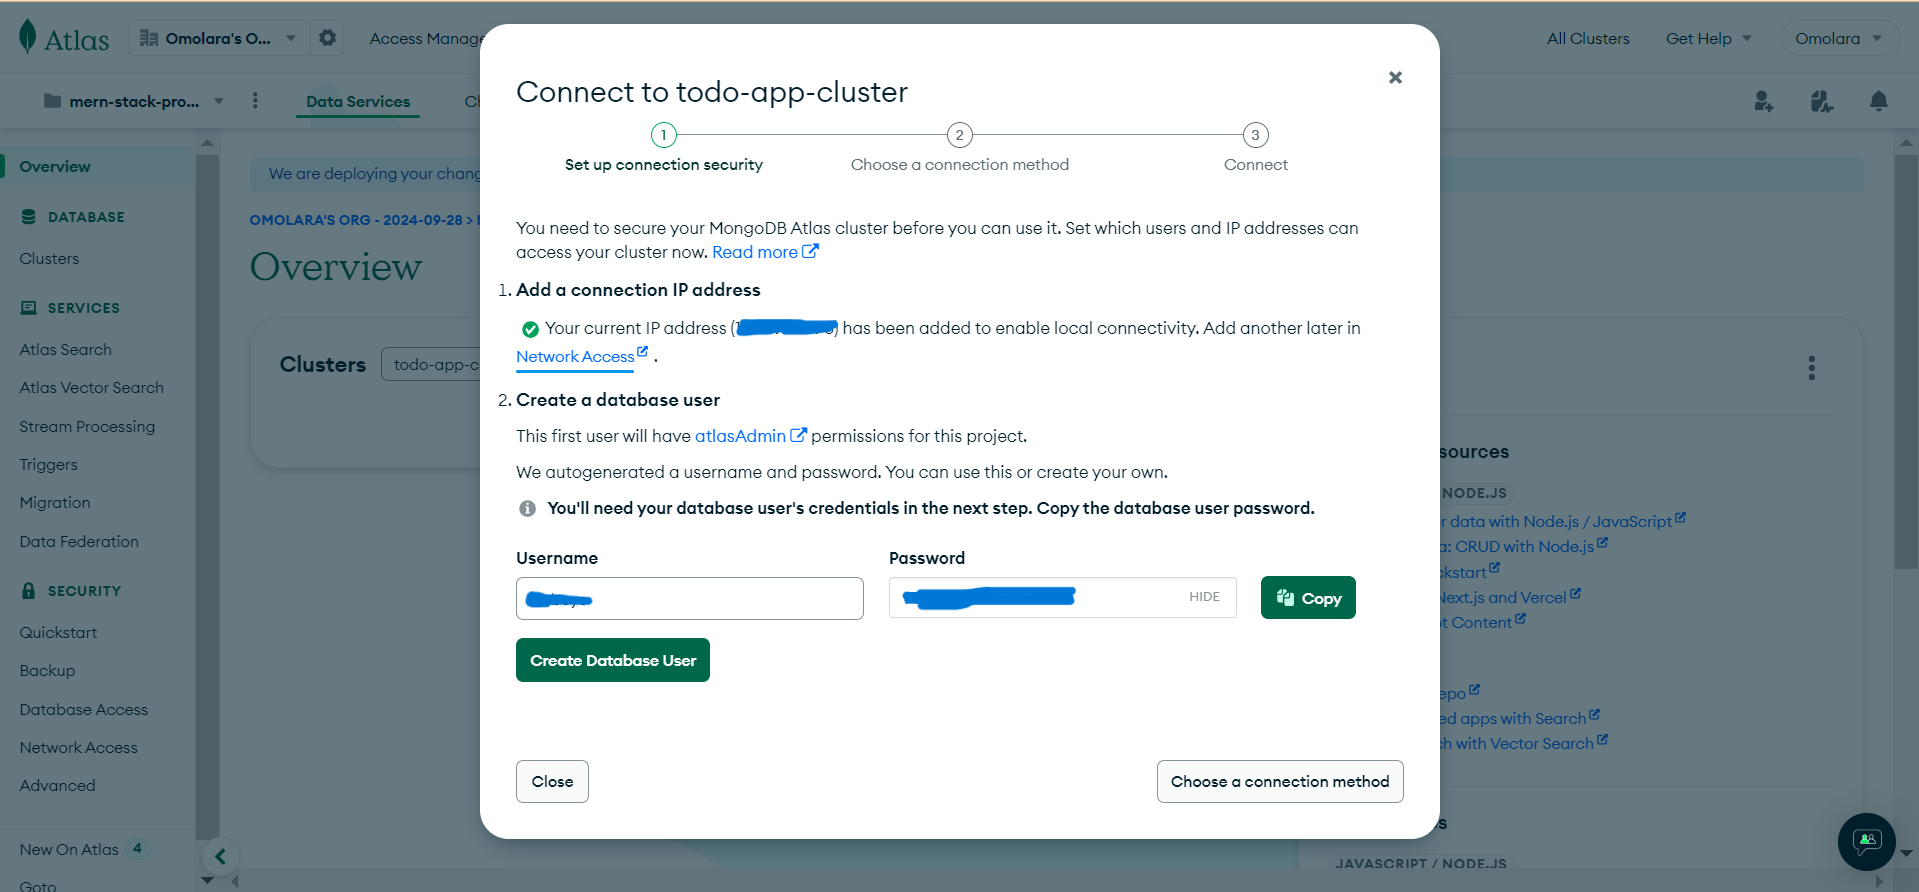 Atlas
Omolara's O...
Access Manage
All Clusters
Get Help
Omolara
mern-stack-pro...
Data Services
Overview
DATABASE
Clusters
SERVICES
Atlas Search
Atlas Vector Search
Stream Processing
Triggers
Migration
Data Federation
SECURITY
Quickstart
Backup
Database Access
Network Access
Advanced
New On Atlas 4
Goto
We are deploying your chang
OMOLARA'S ORG - 2024-09-28 >
Overview
Clusters
todo-app-c
Connect to todo-app-cluster
1
2
3
Set up connection security
Choose a connection method
Connect
You need to secure your MongoDB Atlas cluster before you can use it. Set which users and IP addresses can
access your cluster now. Read more
1. Add a connection IP address
Your current IP address ( ) has been added to enable local connectivity. Add another later in
Network Access .
2. Create a database user
This first user will have atlasAdmin permissions for this project.
We autogenerated a username and password. You can use this or create your own.
You'll need your database user's credentials in the next step. Copy the database user password.
Username
Password
HIDE
Copy
Create Database User
Close
Choose a connection method
sources
NODE.JS
r data with Node.js / JavaScript
a: CRUD with Node.js
ckstart
Next.js and Vercel
t Content
epo
ed apps with Search
ch with Vector Search
s
JAVASCRIPT / NODE.JS